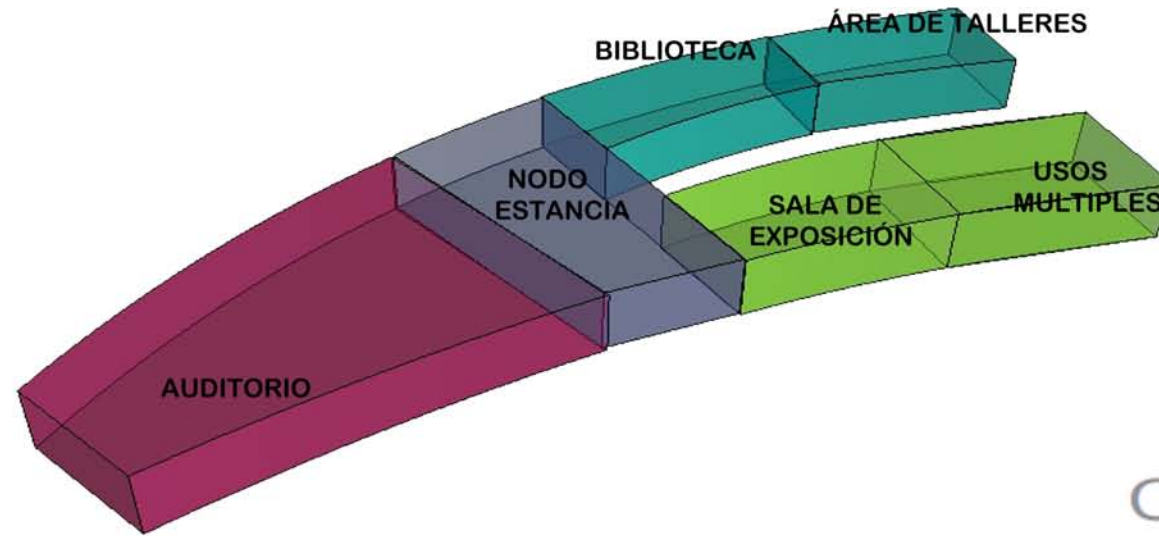 ÁREA DE TALLERES
BIBLIOTECA
NODO
ESTANCIA
USOS
MULTIPLES
SALA DE
EXPOSICIÓN
AUDITORIO
C